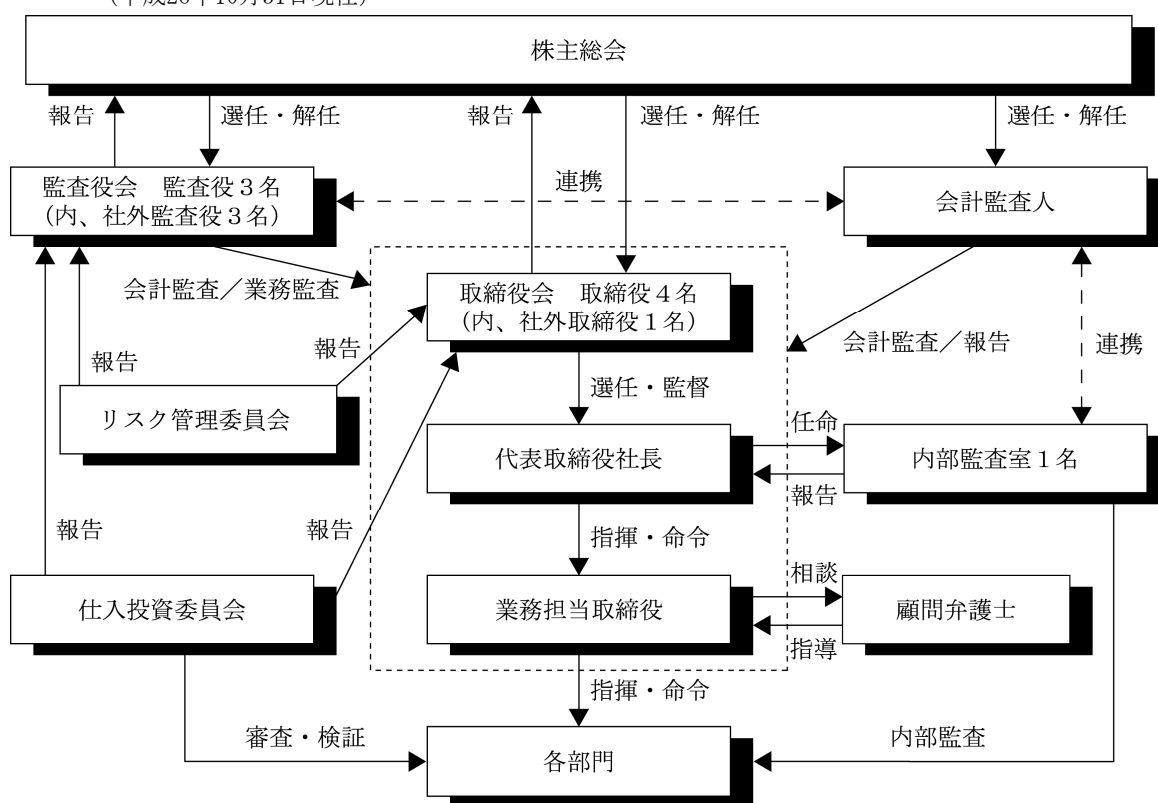 株主総会
報告
選任・解任
報告
選任・解任
選任・解任
監査役会　監査役３名
（内、社外監査役３名）
連携
会計監査人
会計監査／業務監査
取締役会　取締役４名
（内、社外取締役１名）
会計監査／報告
連携
報告
報告
選任・監督
リスク管理委員会
代表取締役社長
任命
報告
内部監査室１名
報告
報告
指揮・命令
仕入投資委員会
業務担当取締役
相談
指導
顧問弁護士
指揮・命令
審査・検証
各部門
内部監査